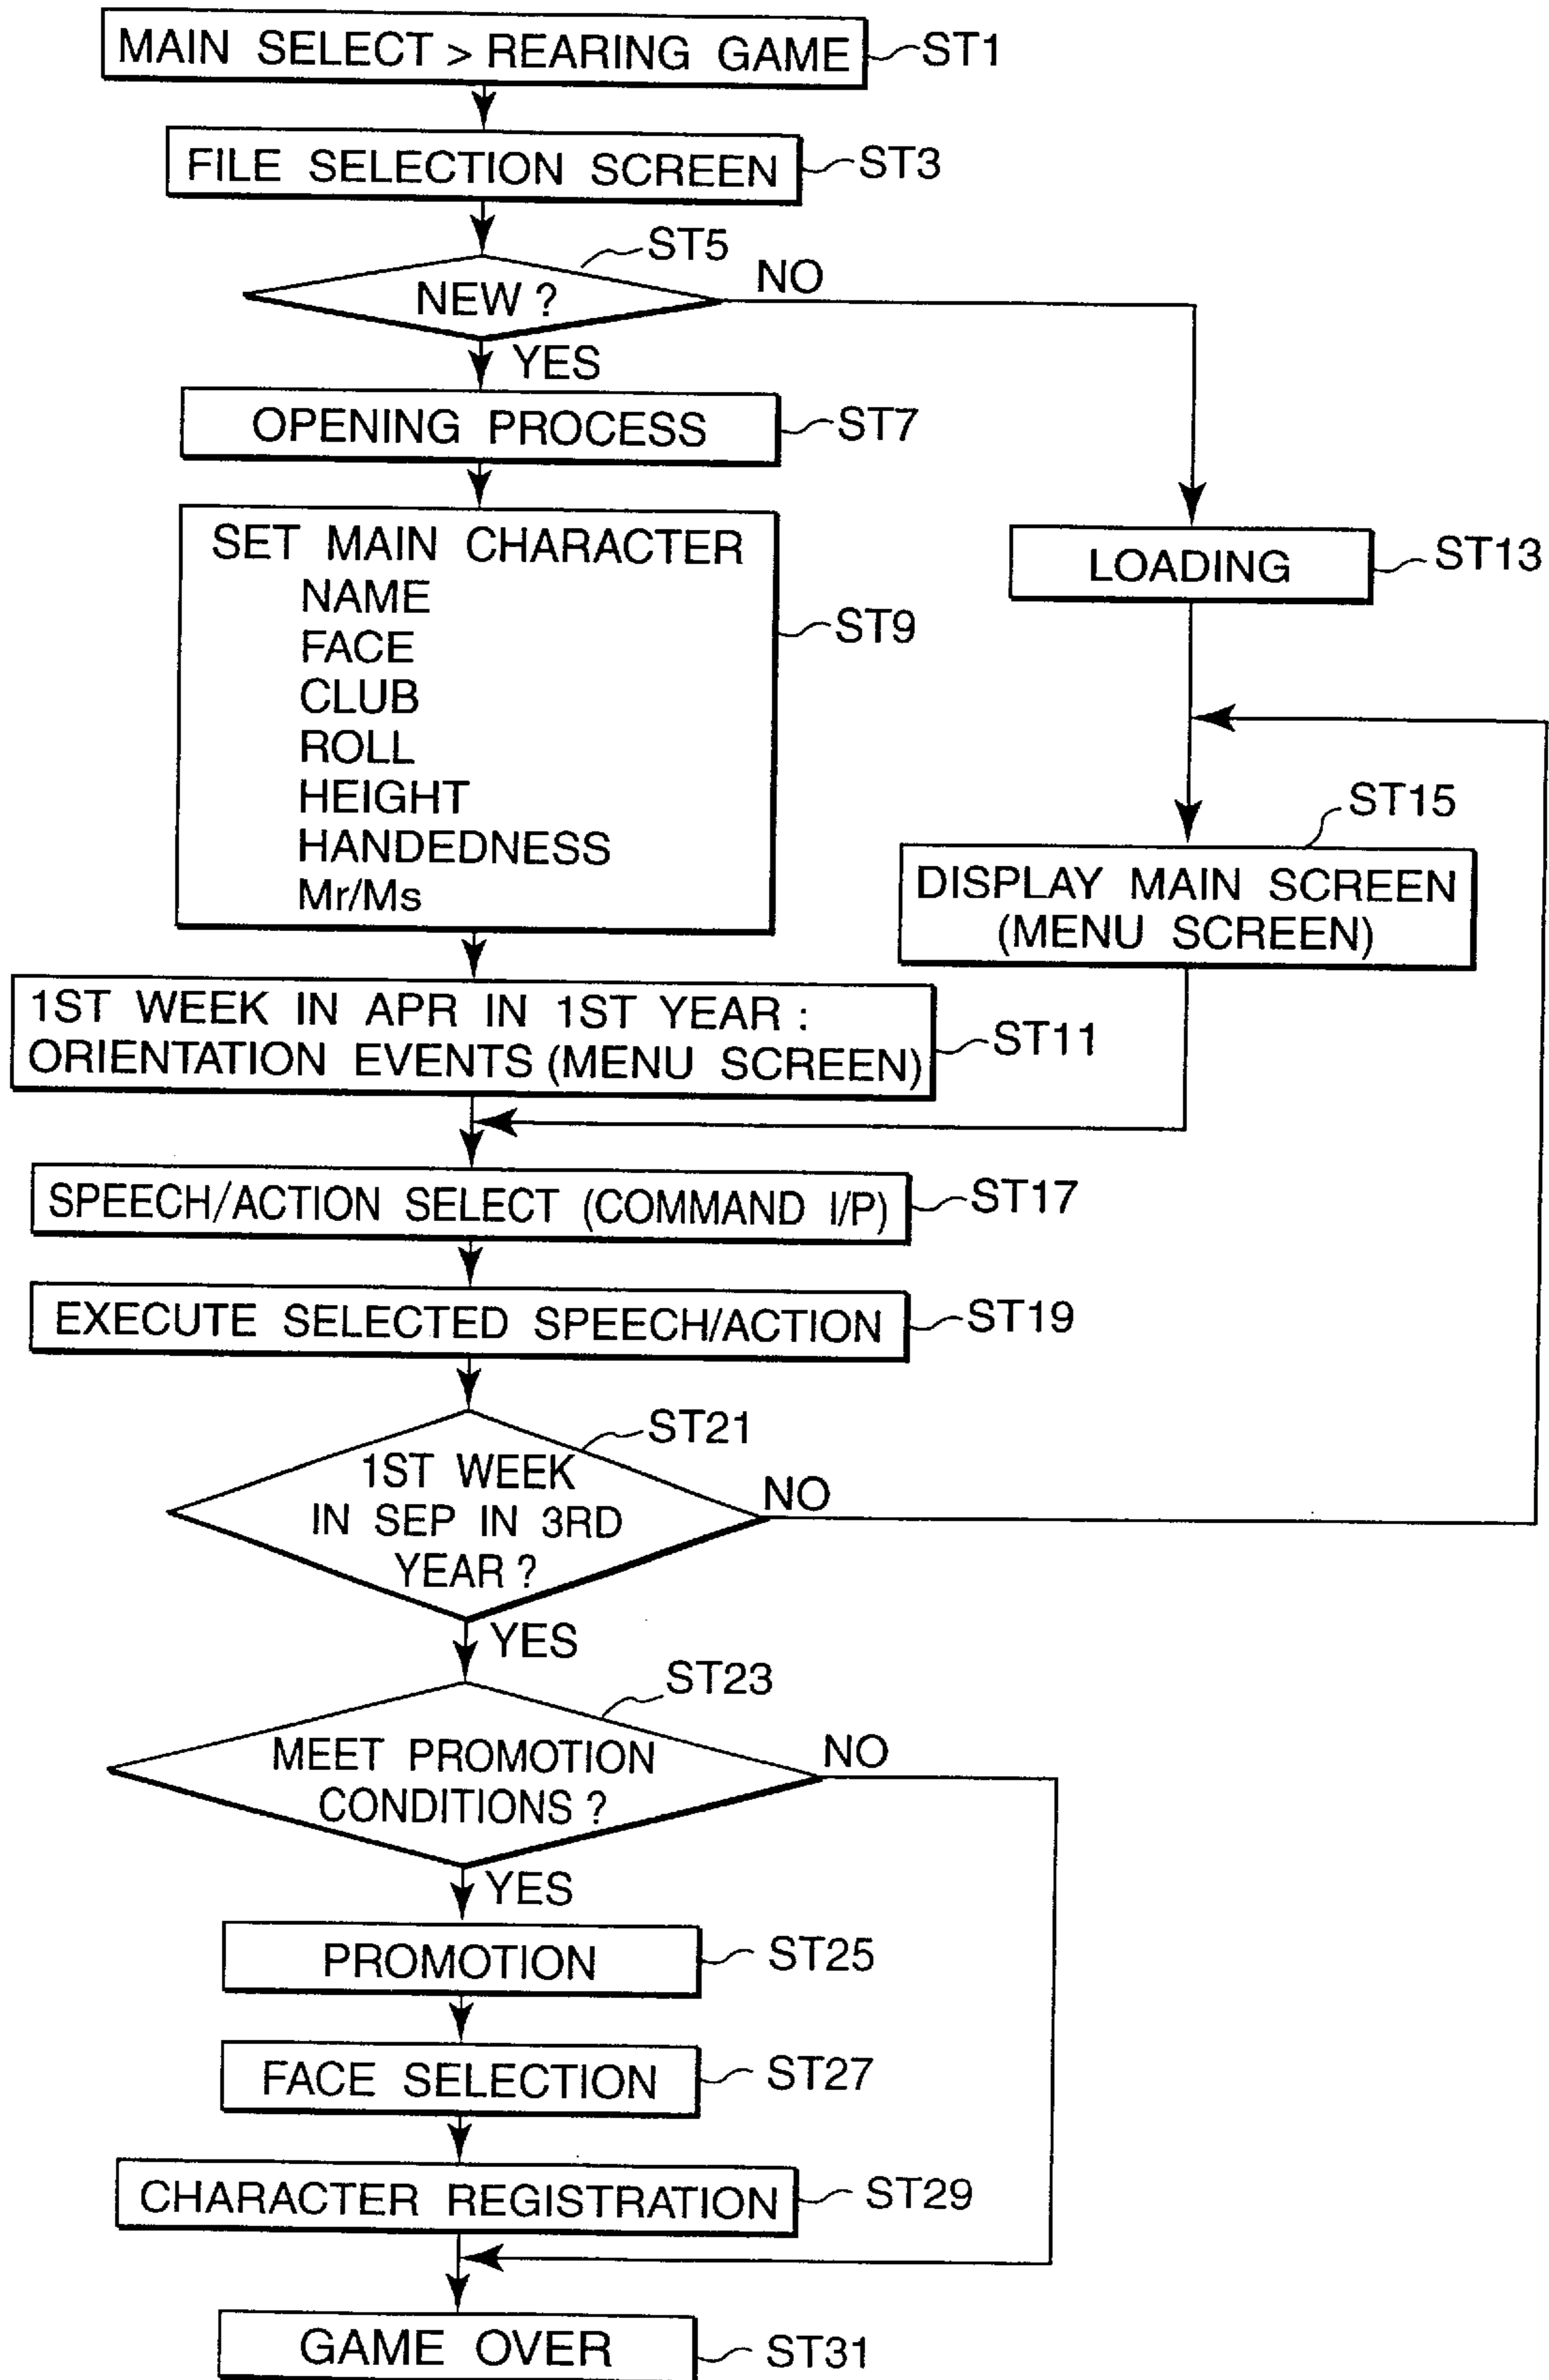 MAIN SELECT > REARING GAME
ST1
FILE SELECTION SCREEN
ST3
ST5
NEW ?
NO
YES
OPENING PROCESS
ST7
SET MAIN CHARACTER
NAME
FACE
CLUB
ROLL
HEIGHT
HANDEDNESS
Mr/Ms
ST9
LOADING
ST13
ST15
DISPLAY MAIN SCREEN
(MENU SCREEN)
1ST WEEK IN APR IN 1ST YEAR :
ORIENTATION EVENTS (MENU SCREEN)
ST11
SPEECH/ACTION SELECT (COMMAND I/P)
ST17
EXECUTE SELECTED SPEECH/ACTION
ST19
ST21
1ST WEEK
IN SEP IN 3RD
YEAR ?
NO
YES
ST23
MEET PROMOTION
CONDITIONS ?
NO
YES
PROMOTION
ST25
FACE SELECTION
ST27
CHARACTER REGISTRATION
ST29
GAME OVER
ST31